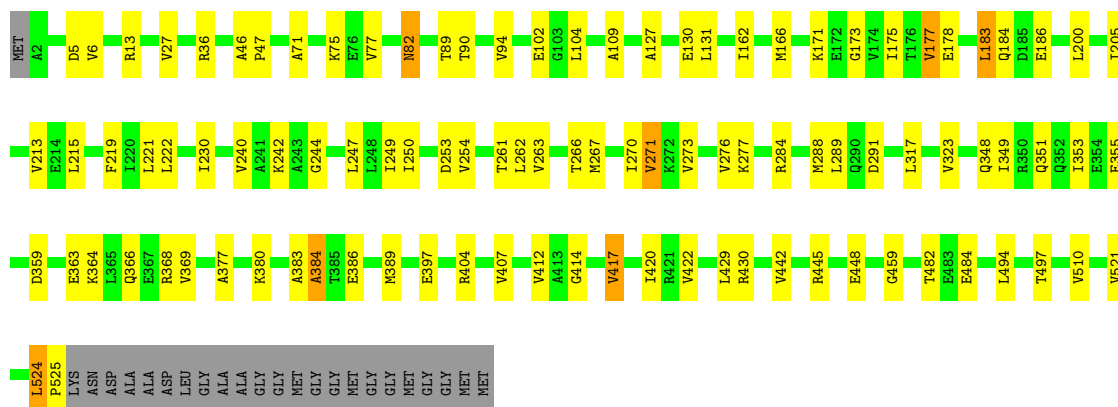 MET A2 D5 V6 R13 V27 R36 A46 P47 A71 K75 E76 V77 N82 T89 T90 V94 E102 G103 L104 A109 A127 E130 L131 I162 M166 K171 E172 G173 V174 I175 T176 V177 E178 L183 Q184 D185 E186 L200
V213 E214 L215 F219 I220 L221 L222 I230 V240 A241 K242 A243 G244 L247 L248 I249 I250 D253 V254 T261 L262 V263 T266 M267 I270 V271 K272 V273 V276 K277 R284 M288 L289 Q290 D291 L317 V323 Q348 I349 R350 Q351 Q352 I353 E354
D359 E363 K364 L365 Q366 E367 R368 V369 A377 K380 A383 A384 T385 E386 M389 E397 R404 V407 V412 A413 G414 V417 I420 R421 V422 L429 R430 V442 R445 E448 G459 T482 E483 E484 L494 T497 V510 V521
L524 P525 LYS ASN ASP ALA ALA ASP LEU GLY ALA ALA GLY GLY MET GLY GLY MET GLY GLY MET GLY GLY MET MET